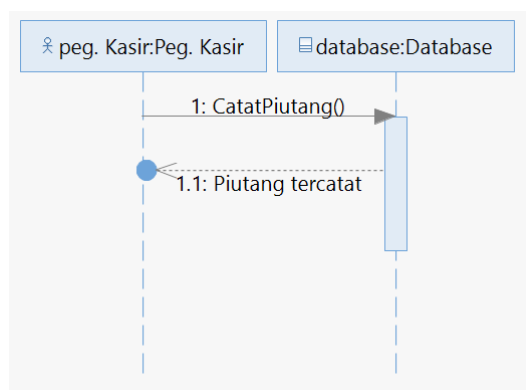 peg. Kasir:Peg. Kasir
database:Database
1: CatatPiutang()
1.1: Piutang tercatat